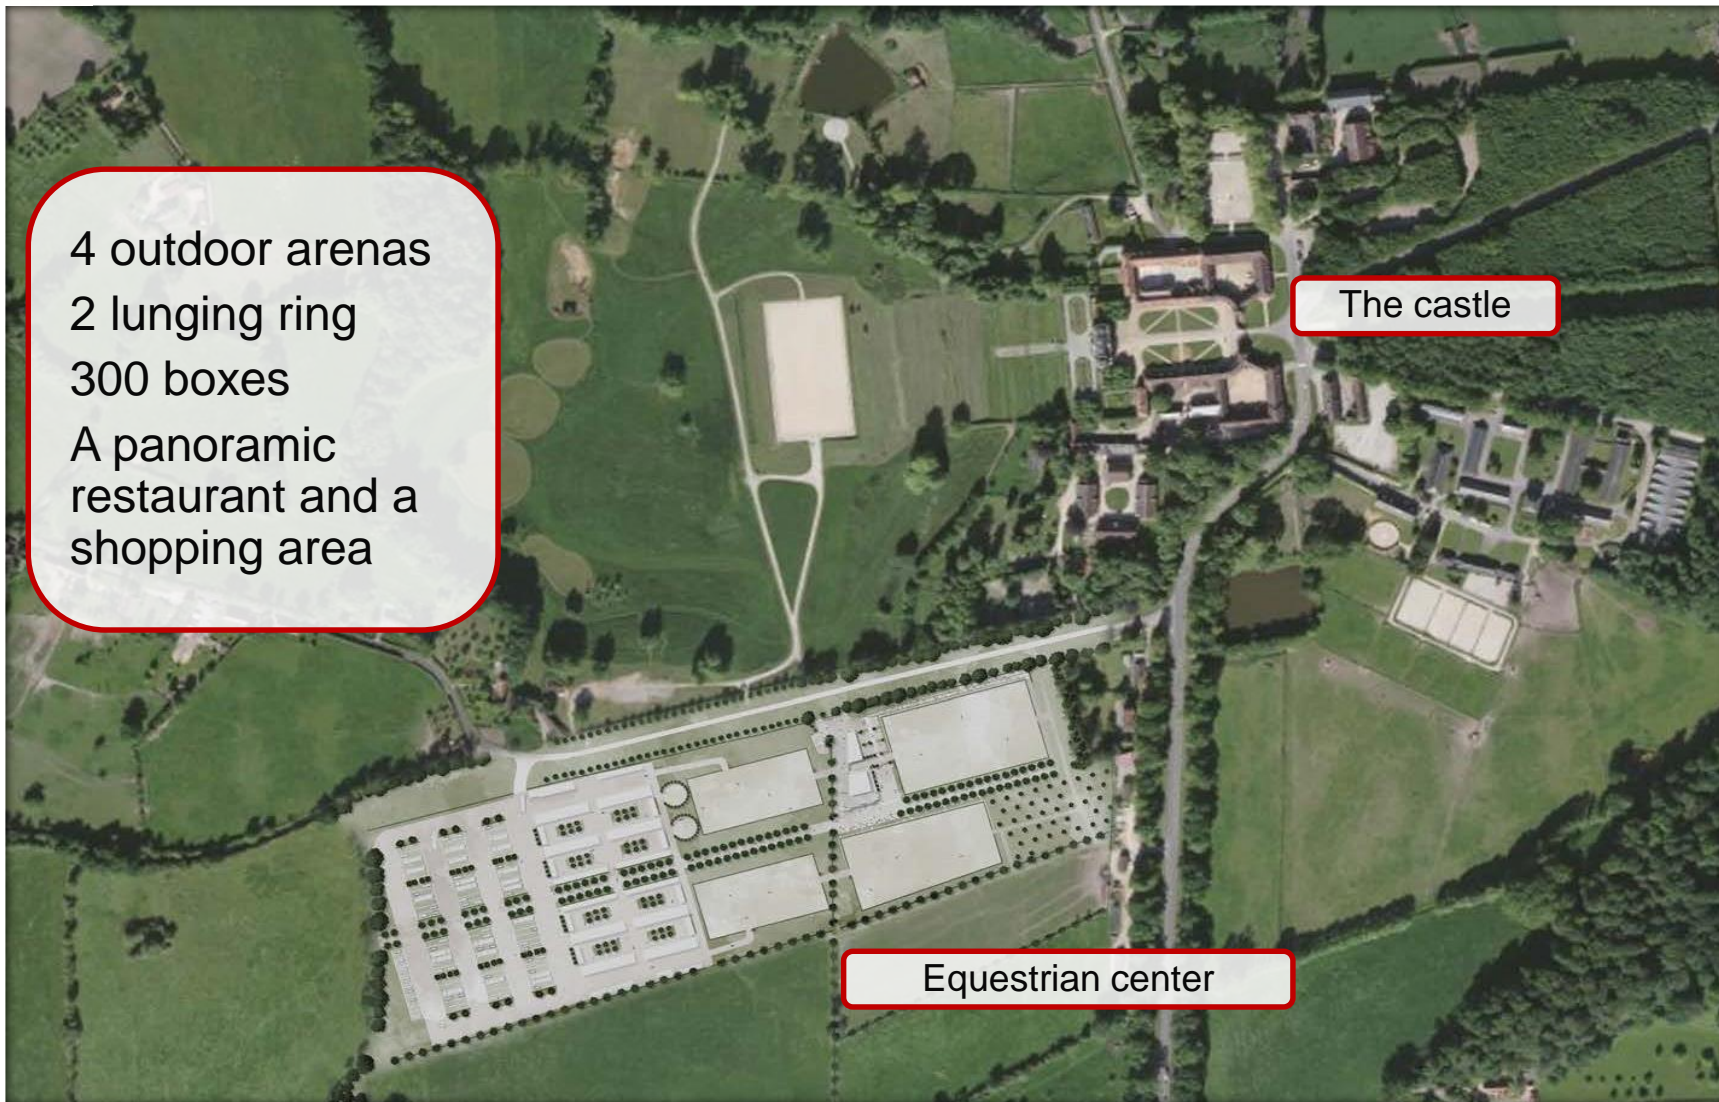 4 outdoor arenas
2 lunging ring
300 boxes
A panoramic
restaurant and a
shopping area
The castle
Equestrian center